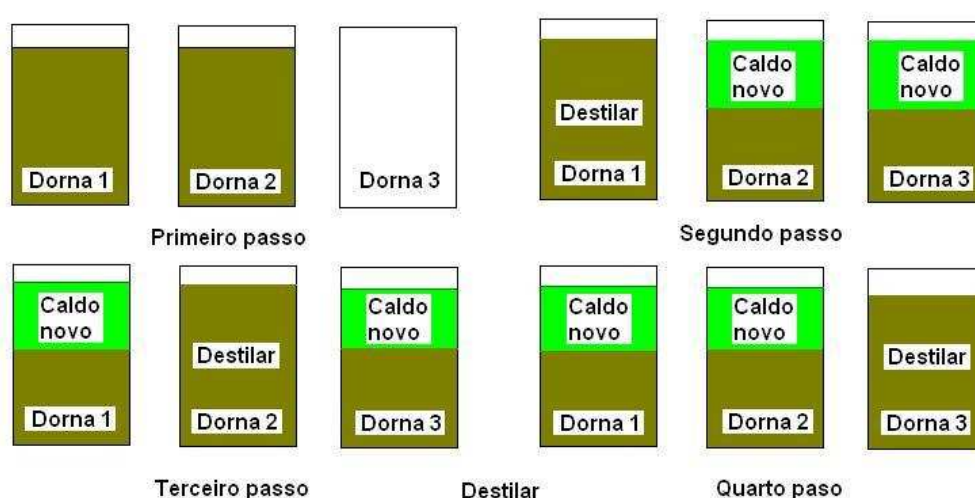 Dorna 1
Dorna 2
Dorna 3
Primeiro passo
Destilar
Dorna 1
Caldo
novo
Dorna 2
Caldo
novo
Dorna 3
Segundo passo
Caldo
novo
Dorna 1
Destilar
Dorna 2
Caldo
novo
Dorna 3
Terceiro passo
Destilar
Caldo
novo
Dorna 1
Caldo
novo
Dorna 2
Destilar
Dorna 3
Quarto paso